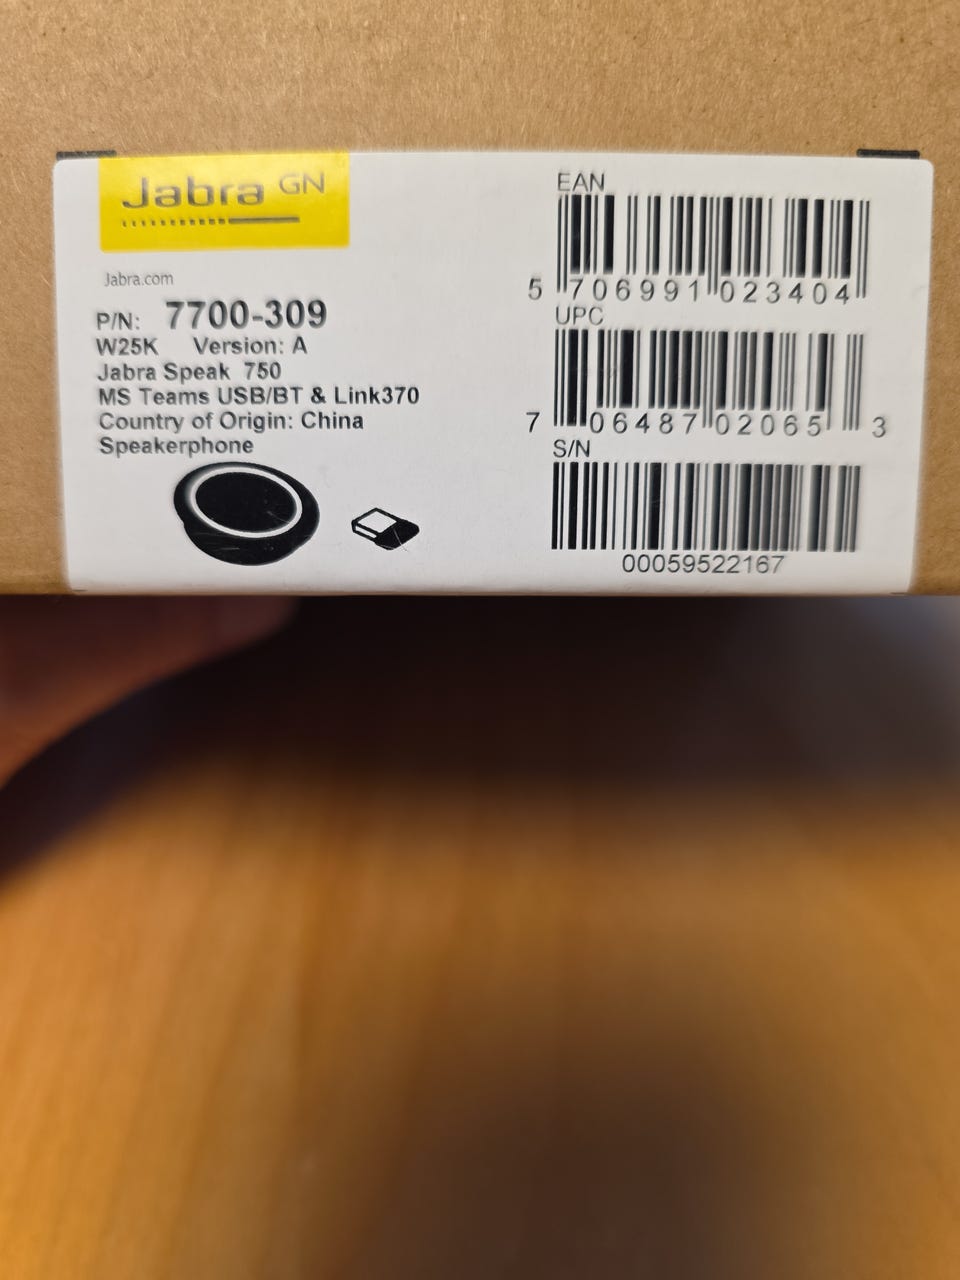 Jabra GN
Jabra.com
P/N: 7700-309
W25K Version: A
Jabra Speak 750
MS Teams USB/BT & Link370
Country of Origin: China
Speakerphone
EAN
5 706991 023404
UPC
7 06487 02065 3
S/N
00059522167